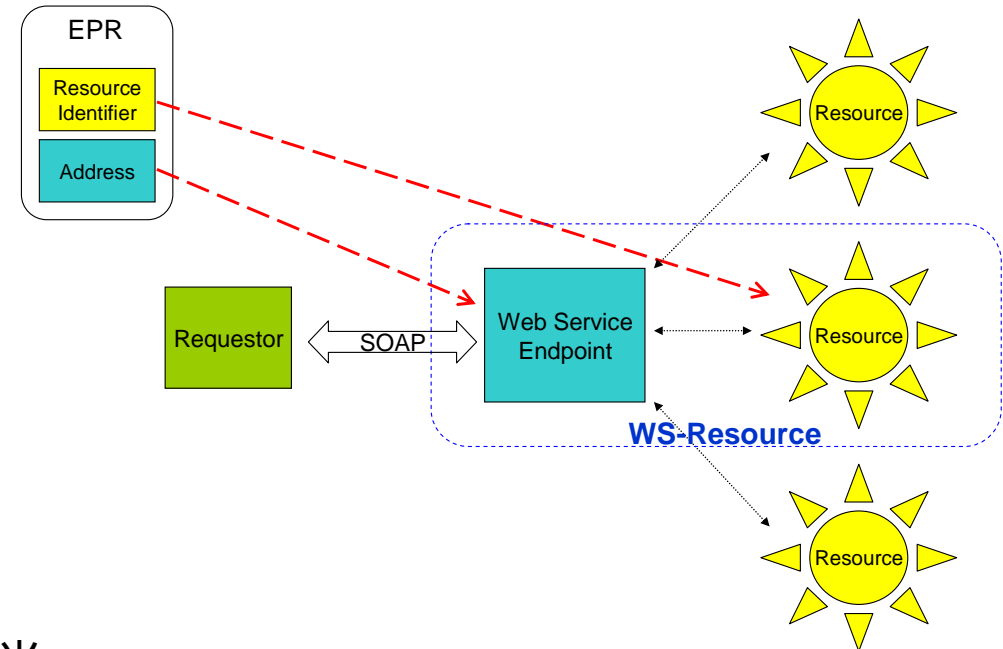 EPR
Resource
Identifier
Address
Resource
Requestor
SOAP
Web Service
Endpoint
Resource
WS-Resource
Resource